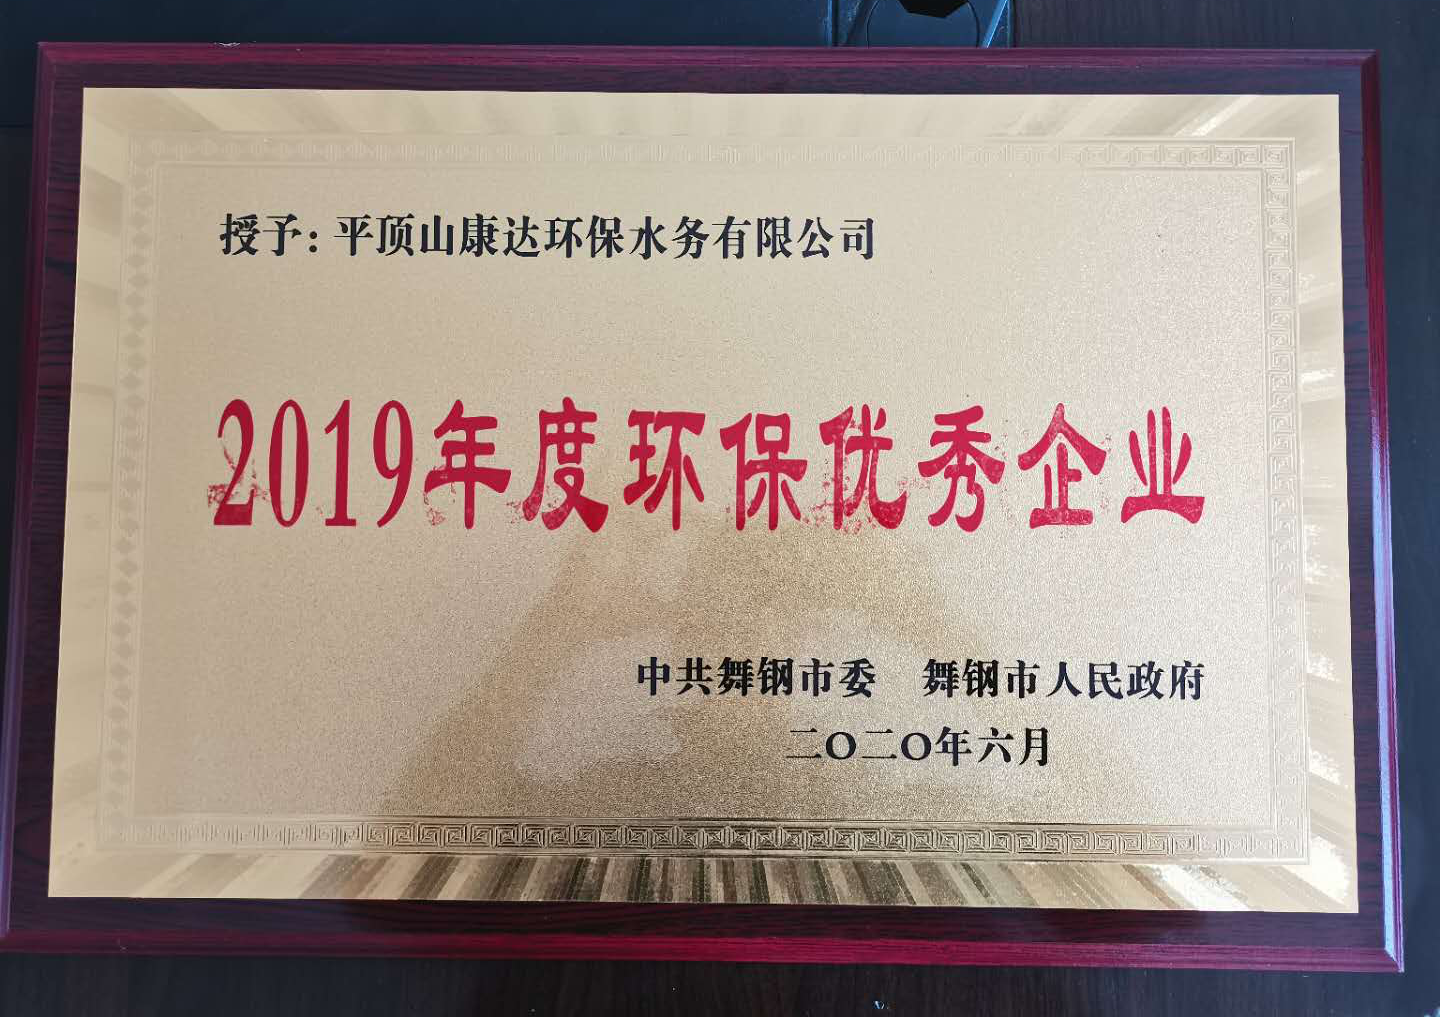 授予：平顶山康达环保水务有限公司
2019年度环保优秀企业
中共舞钢市委 舞钢市人民政府
二〇二〇年六月